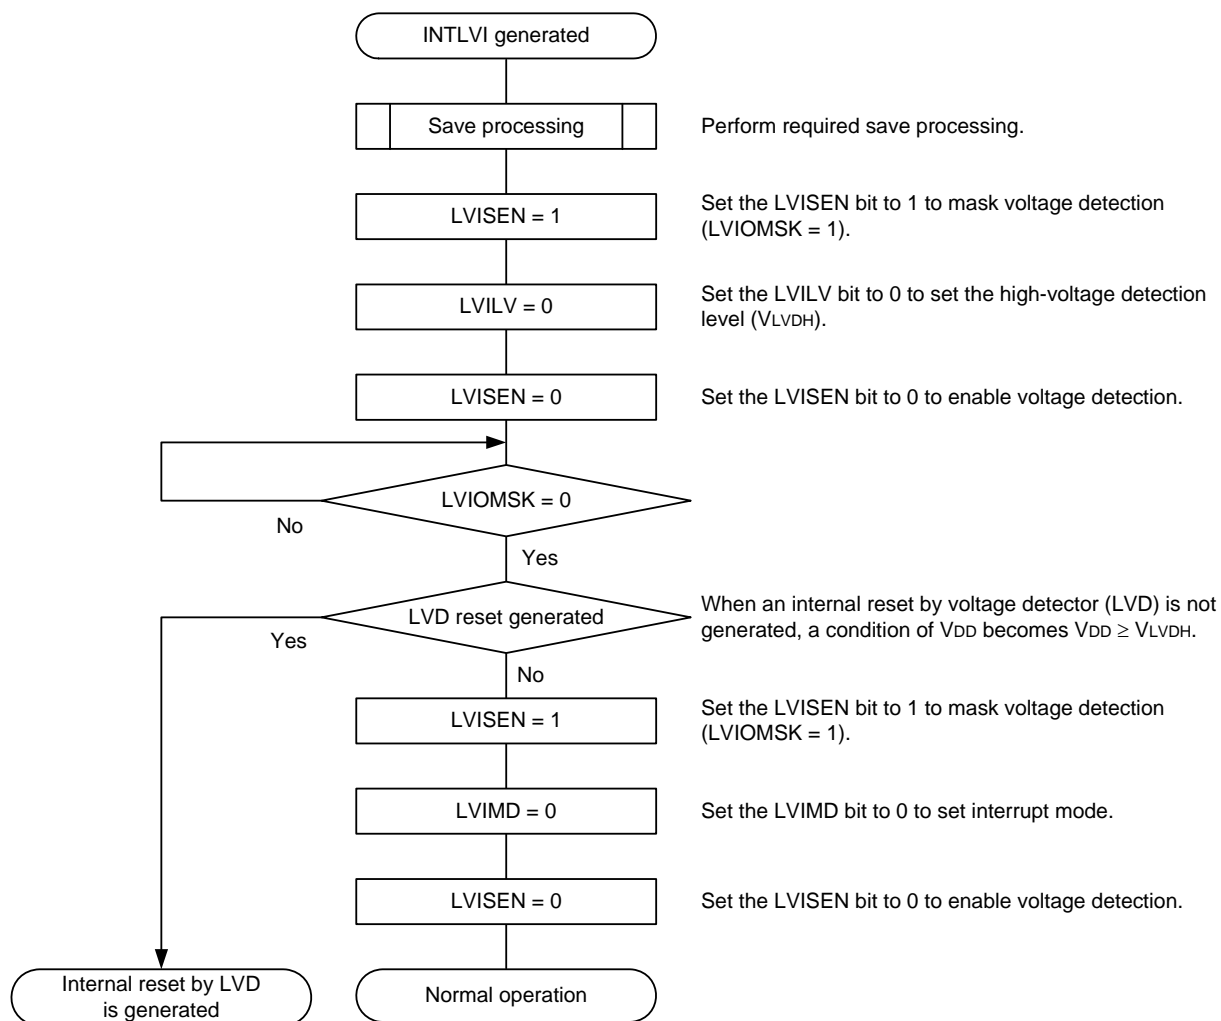 INTLVI generated
Save processing
Perform required save processing.
LVISEN = 1
Set the LVISEN bit to 1 to mask voltage detection
(LVIOMSK = 1).
LVILV = 0
Set the LVILV bit to 0 to set the high-voltage detection
level (VLVDH).
LVISEN = 0
Set the LVISEN bit to 0 to enable voltage detection.
LVIOMSK = 0
No
Yes
LVD reset generated
When an internal reset by voltage detector (LVD) is not
generated, a condition of VDD becomes VDD ≥ VLVDH.
Yes
No
LVISEN = 1
Set the LVISEN bit to 1 to mask voltage detection
(LVIOMSK = 1).
LVIMD = 0
Set the LVIMD bit to 0 to set interrupt mode.
LVISEN = 0
Set the LVISEN bit to 0 to enable voltage detection.
Internal reset by LVD
is generated
Normal operation